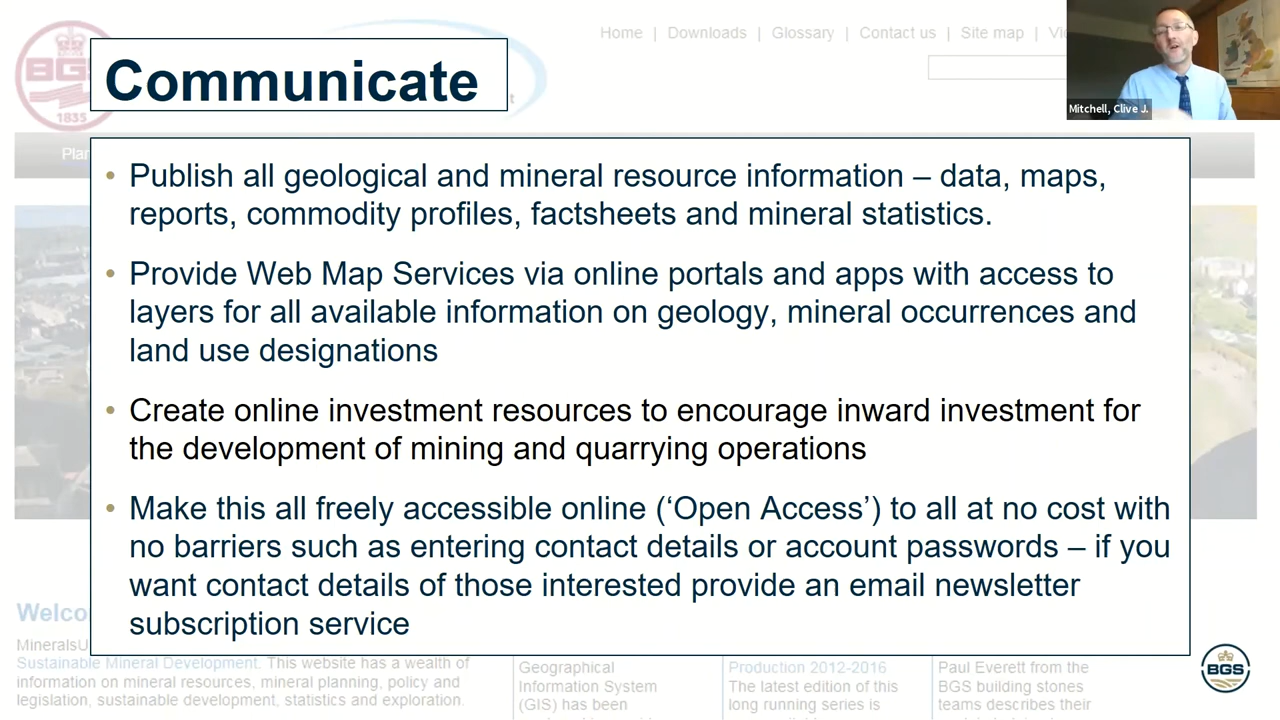 Home | Downloads | Glossary | Contact us | Site map |
BGS
1835
Communicate
Mitchell, Clive J.
• Publish all geological and mineral resource information – data, maps,
reports, commodity profiles, factsheets and mineral statistics.
• Provide Web Map Services via online portals and apps with access to
layers for all available information on geology, mineral occurrences and
land use designations
• Create online investment resources to encourage inward investment for
the development of mining and quarrying operations
• Make this all freely accessible online (‘Open Access’) to all at no cost with
no barriers such as entering contact details or account passwords – if you
want contact details of those interested provide an email newsletter
subscription service
Sustainable Mineral Development. This website has a wealth of
information on mineral resources, mineral planning, policy and
legislation, sustainable development, statistics and exploration.
Geographical
Information System
(GIS) has been
Production 2012-2016
The latest edition of this
long running series is
Paul Everett from the
BGS building stones
teams describes their
BGS